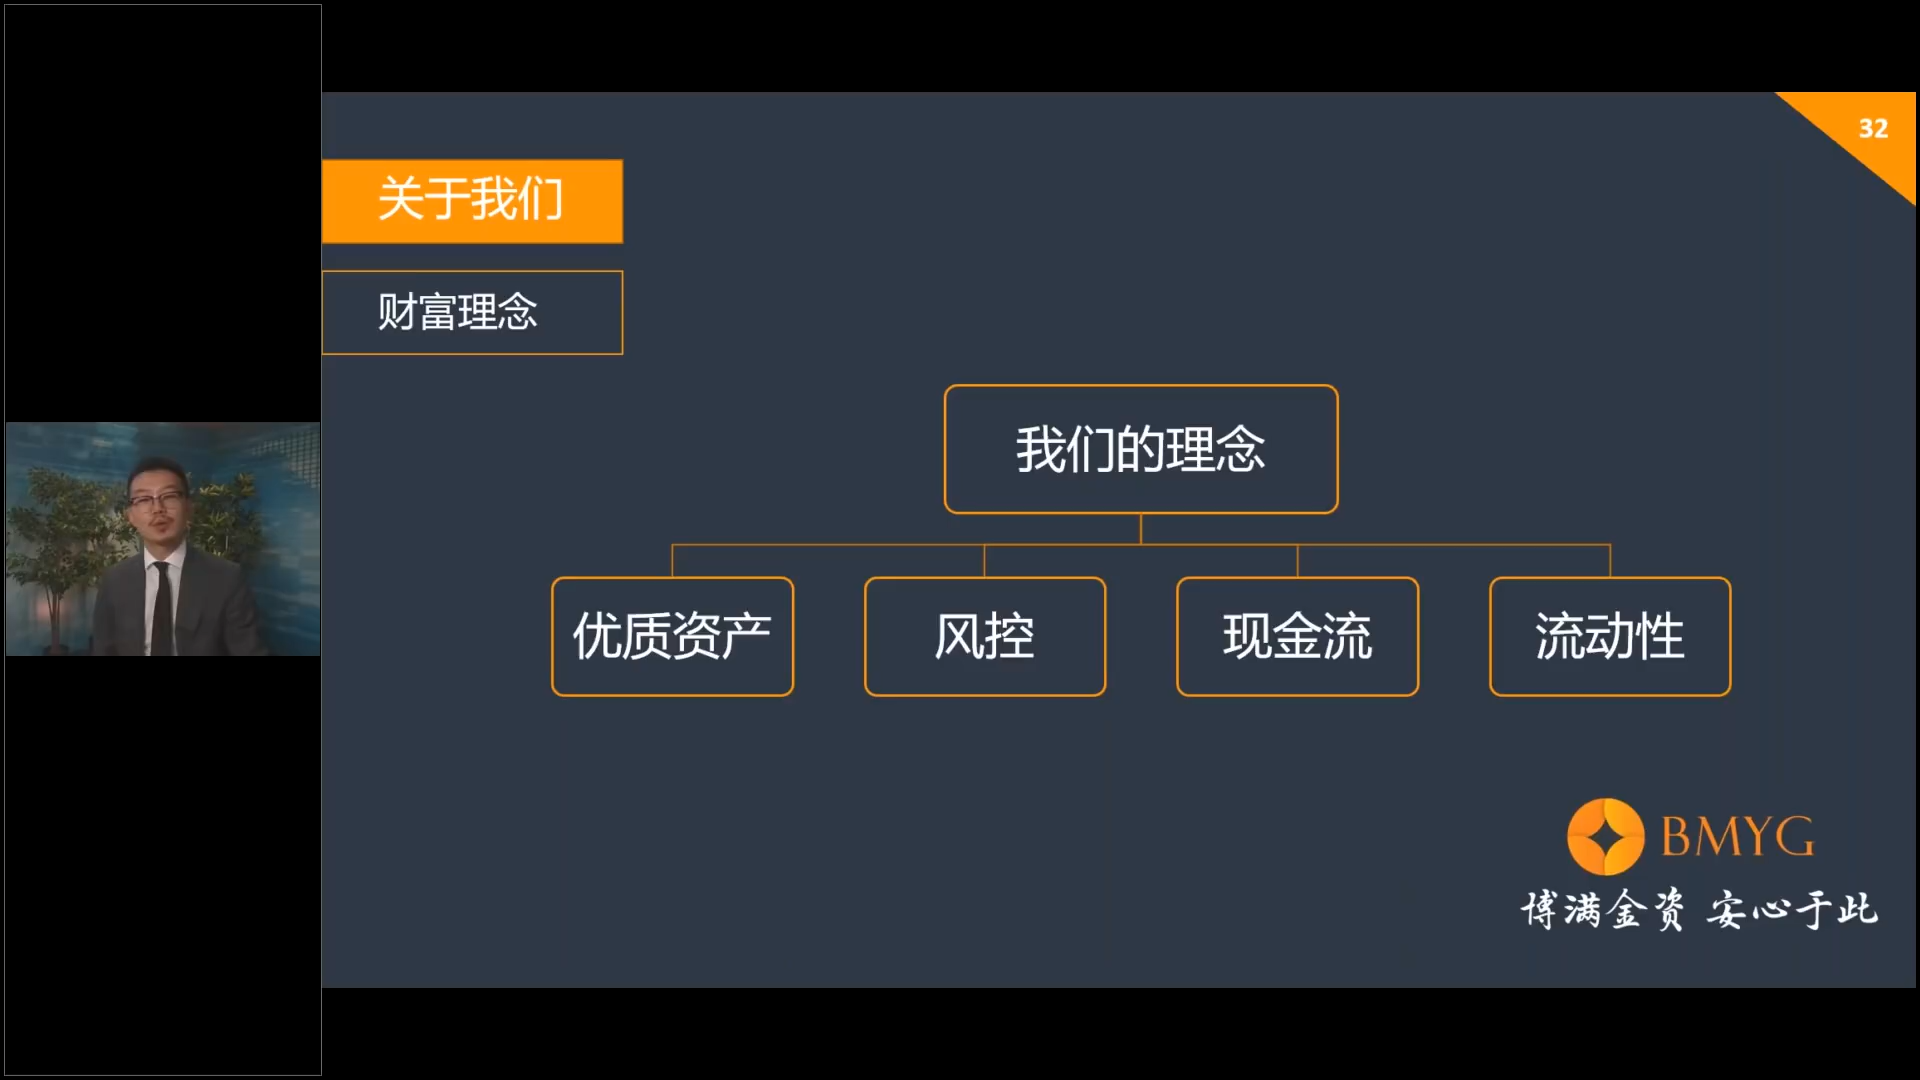 32
关于我们
财富理念
我们的理念
优质资产
风控
现金流
流动性
BMYG
博满金资 安心于此